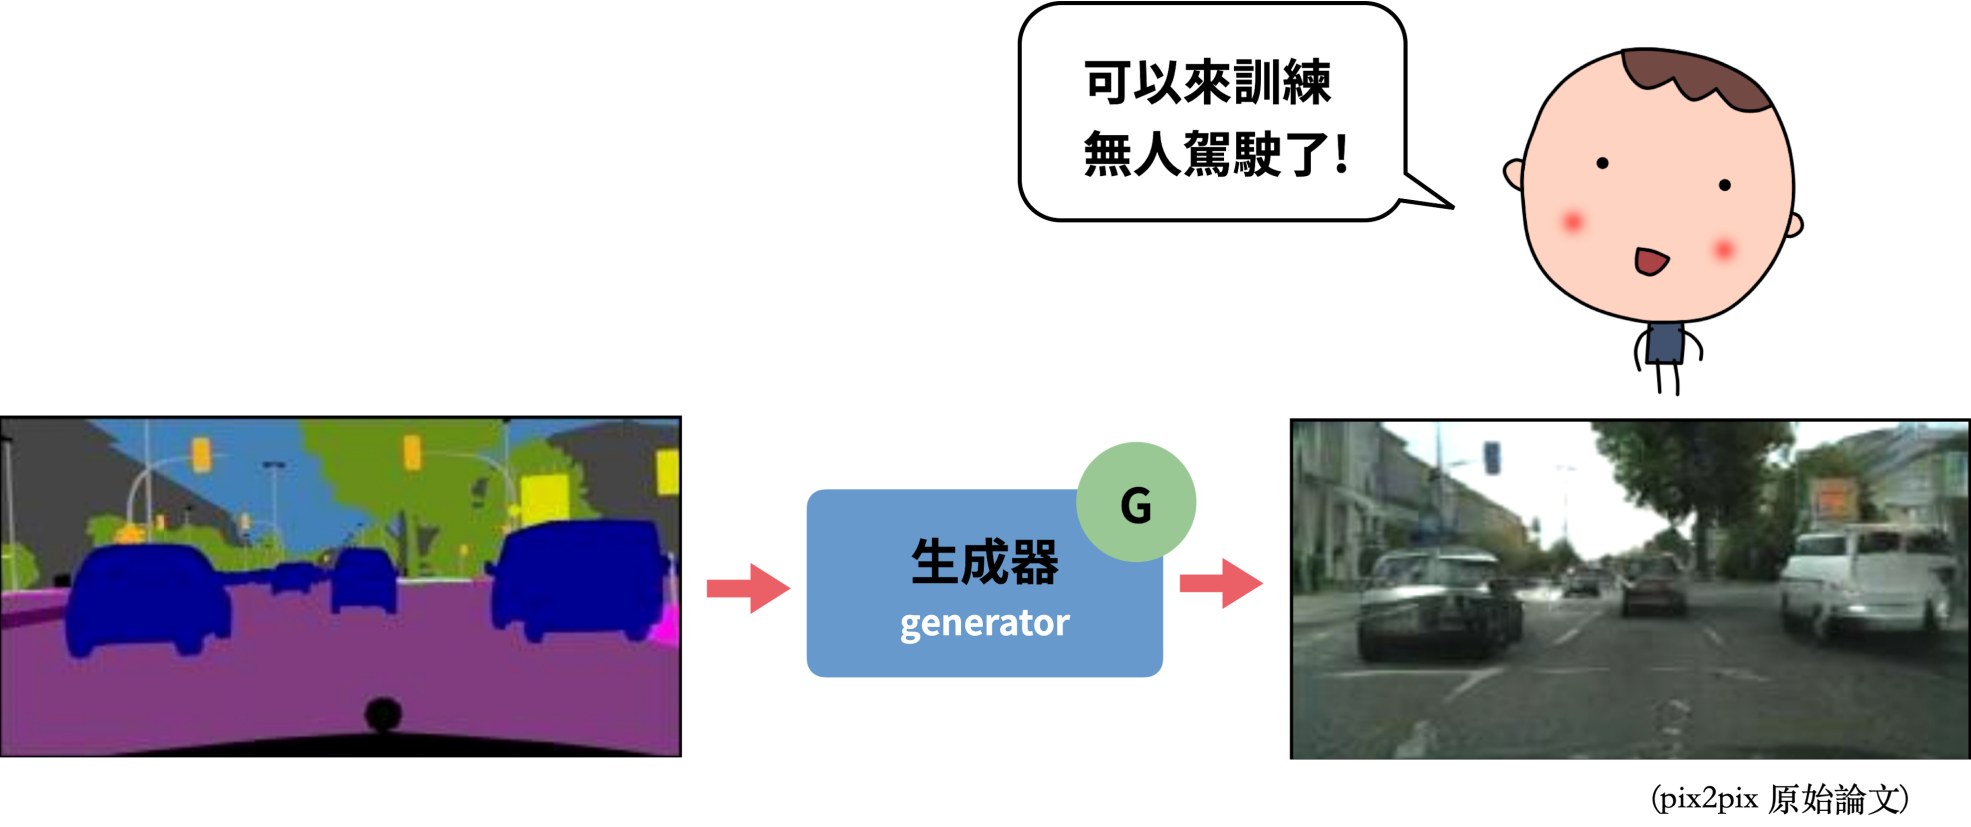 可以來訓練
無人駕駛了!
G
生成器
generator
(pix2pix 原始論文)